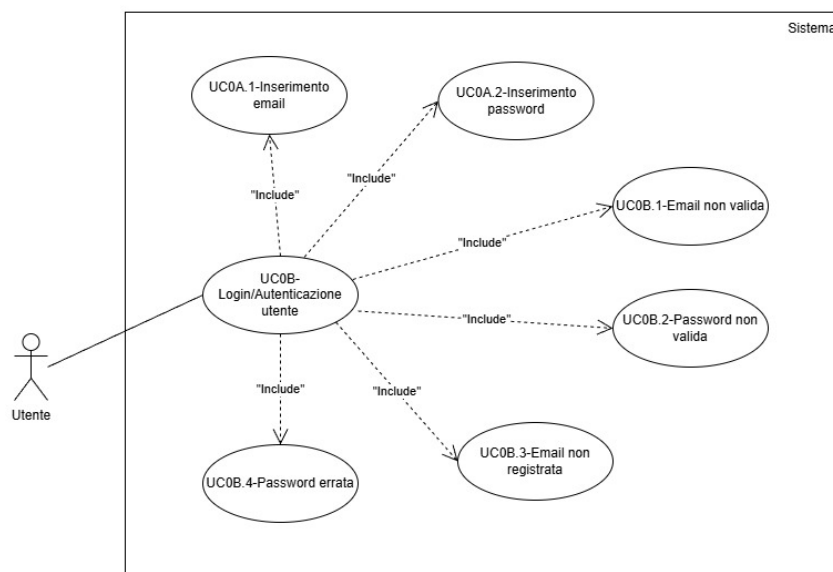 Sistema
UC0A.1-Inserimento
email
UC0A.2-Inserimento
password
"Include"
"Include"
UC0B.1-Email non valida
"Include"
UC0B-
Login/Autenticazione
utente
"Include"
UC0B.2-Password non
valida
Utente
"Include"
"Include"
UC0B.3-Email non
registrata
UC0B.4-Password errata